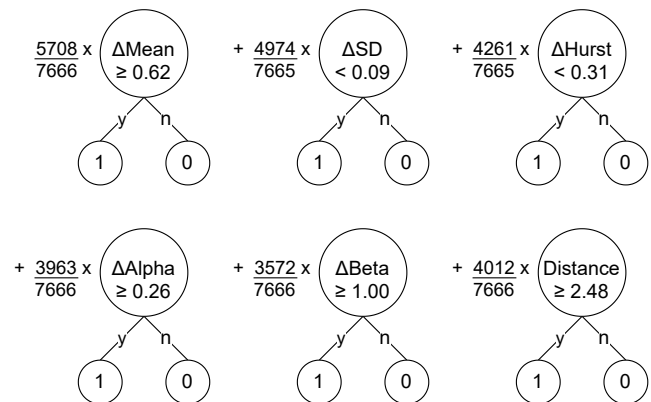 5708 x ΔMean + 4974 x ΔSD + 4261 x ΔHurst
7666 ≥ 0.62 7665 < 0.09 7665 < 0.31
y n y n y n
1 0 1 0 1 0
+ 3963 x ΔAlpha + 3572 x ΔBeta + 4012 x Distance
7666 ≥ 0.26 7666 ≥ 1.00 7666 ≥ 2.48
y n y n y n
1 0 1 0 1 0